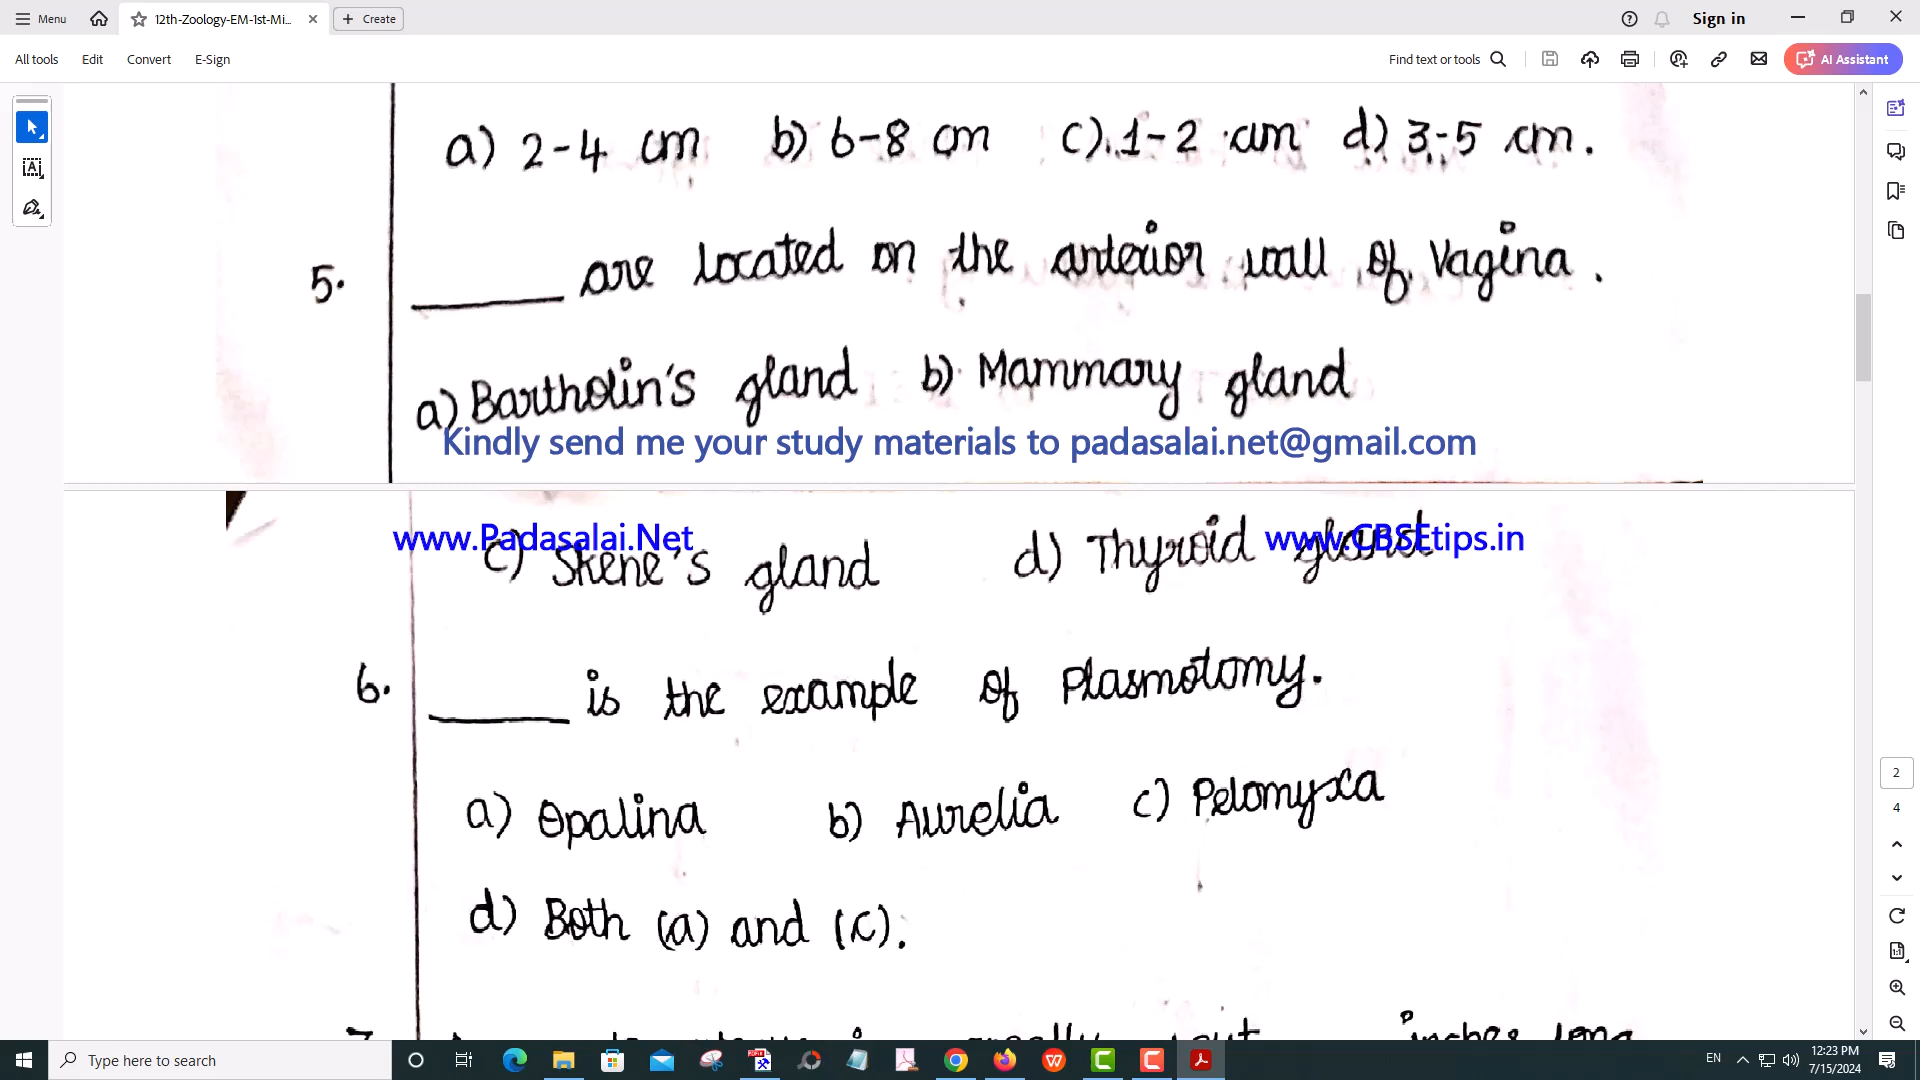 Menu
12th-Zoology-EM-1st-Mi...
Create
Sign in
All tools
Edit
Convert
E-Sign
Find text or tools
AI Assistant
a) 2-4 cm b) 6-8 cm c) 1-2 cm d) 3-5 cm.
5. ______ are located on the anterior wall of Vagina.
a) Bartholin's gland b) Mammary gland
Kindly send me your study materials to padasalai.net@gmail.com
www.Padasalai.Net www.CBSEtips.in
c) Skene's gland d) Thyroid gland
6. ______ is the example of Plasmotomy.
a) Opalina b) Aurelia c) Pelomyxa
d) Both (a) and (c).
2
4
Type here to search
EN
12:23 PM
7/15/2024